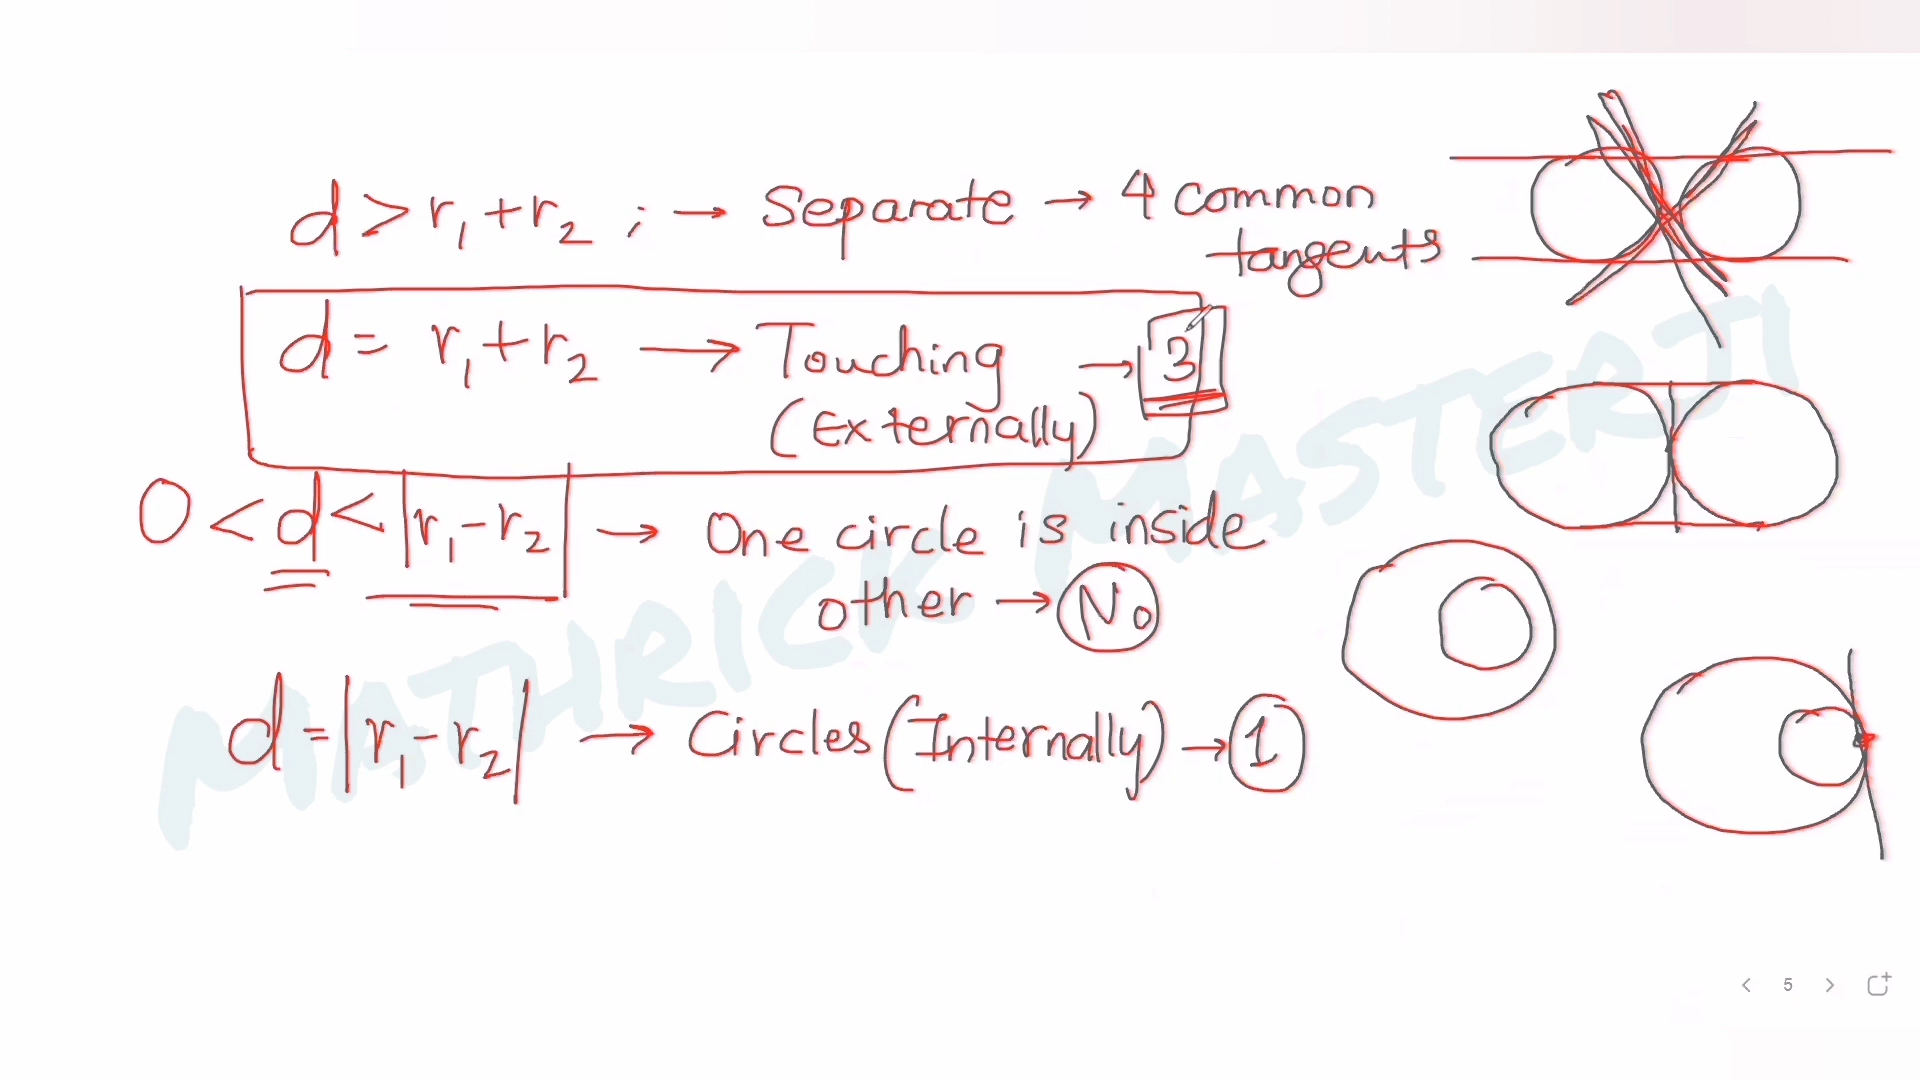 d > r₁ + r₂ ; → Separate → 4 common
tangents
d = r₁ + r₂ → Touching → 3
(Externally)
0 < d < |r₁ - r₂| → One circle is inside
other → No
d = |r₁ - r₂| → Circles (Internally) → 1
MATHRICK MASTERJI
5